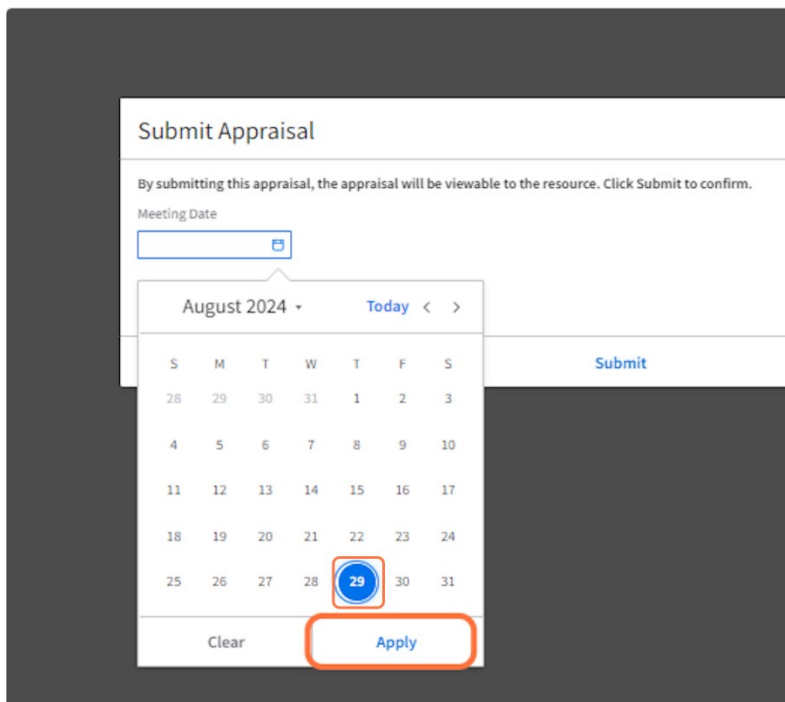 Submit Appraisal
By submitting this appraisal, the appraisal will be viewable to the resource. Click Submit to confirm.
Meeting Date
August 2024 Today < >
S M T W T F S
28 29 30 31 1 2 3
4 5 6 7 8 9 10
11 12 13 14 15 16 17
18 19 20 21 22 23 24
25 26 27 28 29 30 31
Clear Apply
Submit